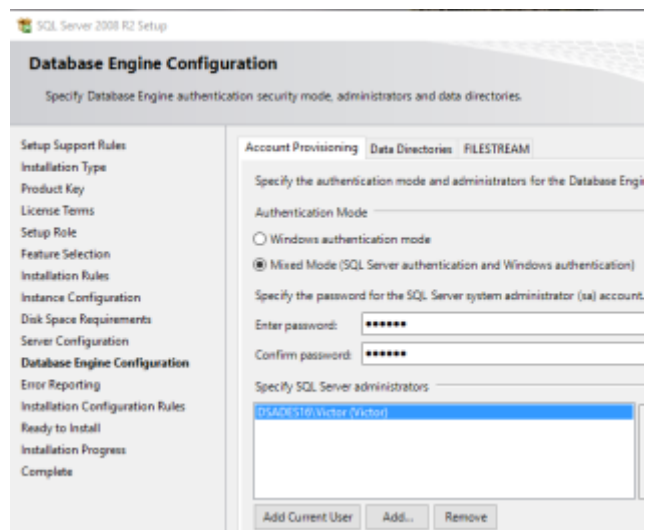 SQL Server 2008 R2 Setup
Database Engine Configuration
Specify Database Engine authentication security mode, administrators and data directories.
Setup Support Rules
Installation Type
Product Key
License Terms
Setup Role
Feature Selection
Installation Rules
Instance Configuration
Disk Space Requirements
Server Configuration
Database Engine Configuration
Error Reporting
Installation Configuration Rules
Ready to Install
Installation Progress
Complete
Account Provisioning Data Directories FILESTREAM
Specify the authentication mode and administrators for the Database Engi
Authentication Mode
Windows authentication mode
Mixed Mode (SQL Server authentication and Windows authentication)
Specify the password for the SQL Server system administrator (sa) account.
Enter password: ●●●●●●
Confirm password: ●●●●●●
Specify SQL Server administrators
DSADES16\Victor (Victor)
Add Current User Add... Remove